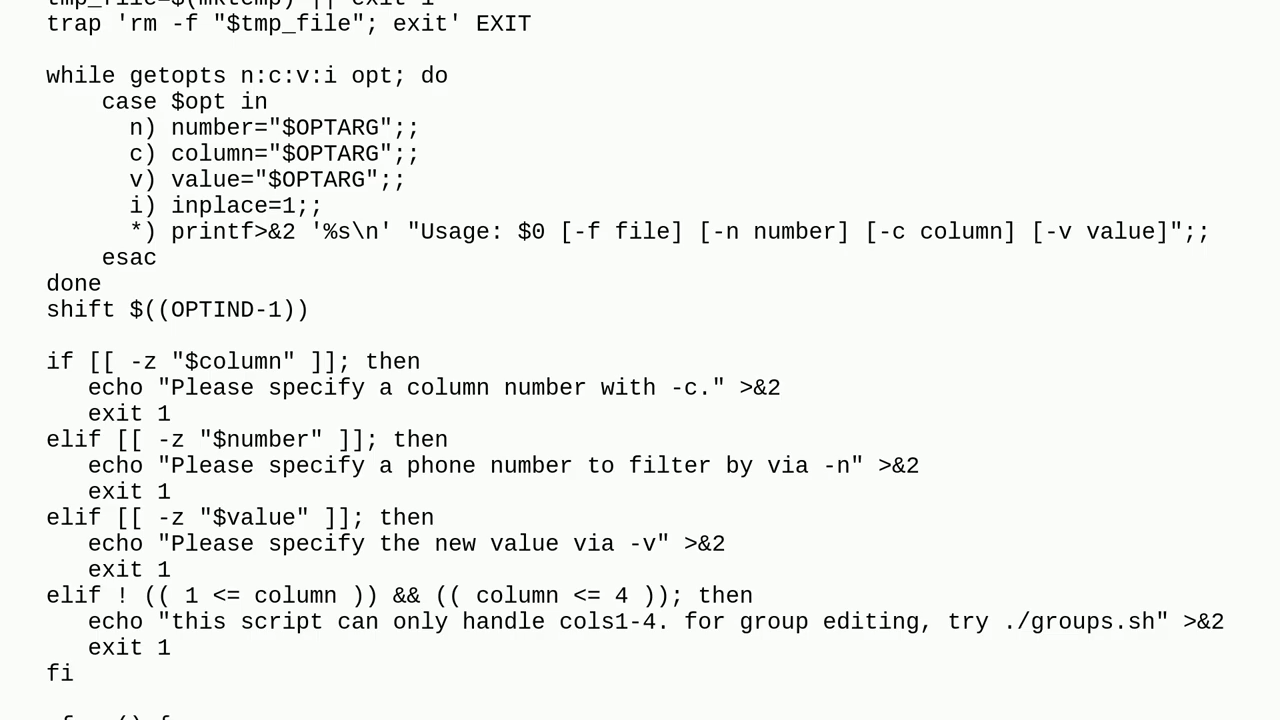 tmp_file=$(mktemp) || exit 1
trap 'rm -f "$tmp_file"; exit' EXIT

while getopts n:c:v:i opt; do
    case $opt in
      n) number="$OPTARG";;
      c) column="$OPTARG";;
      v) value="$OPTARG";;
      i) inplace=1;;
      *) printf>&2 '%s\n' "Usage: $0 [-f file] [-n number] [-c column] [-v value]";;
    esac
done
shift $((OPTIND-1))

if [[ -z "$column" ]]; then
   echo "Please specify a column number with -c." >&2
   exit 1
elif [[ -z "$number" ]]; then
   echo "Please specify a phone number to filter by via -n" >&2
   exit 1
elif [[ -z "$value" ]]; then
   echo "Please specify the new value via -v" >&2
   exit 1
elif ! (( 1 <= column )) && (( column <= 4 )); then
   echo "this script can only handle cols1-4. for group editing, try ./groups.sh" >&2
   exit 1
fi